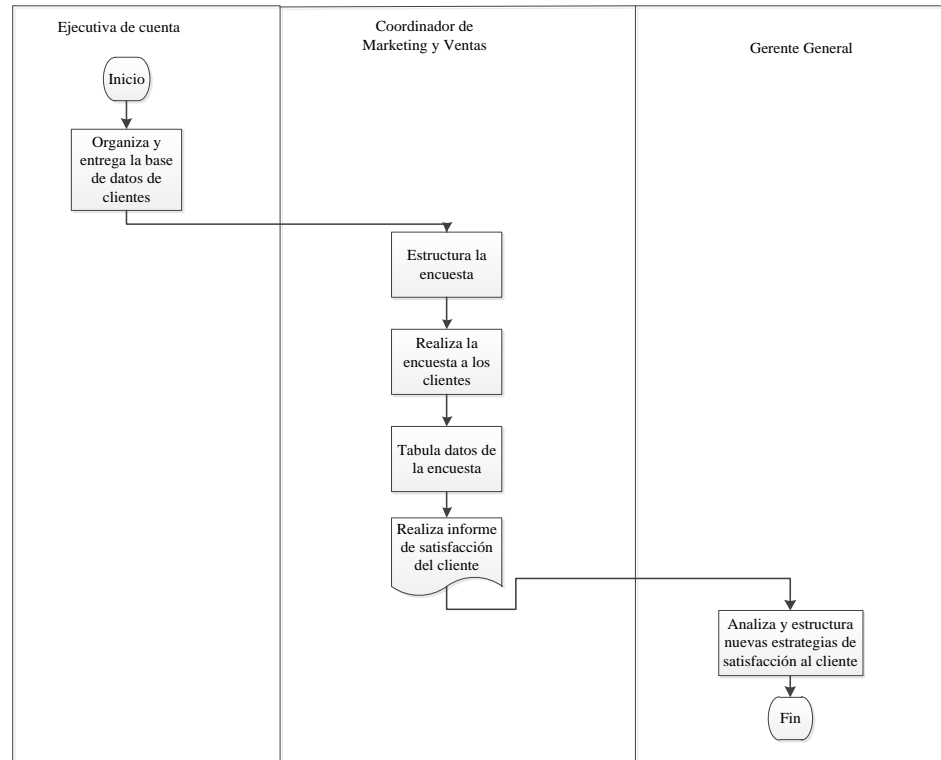 Ejecutiva de cuenta
Coordinador de
Marketing y Ventas
Gerente General
Inicio
Organiza y
entrega la base
de datos de
clientes
Estructura la
encuesta
Realiza la
encuesta a los
clientes
Tabula datos de
la encuesta
Realiza informe
de satisfacción
del cliente
Analiza y estructura
nuevas estrategias de
satisfacción al cliente
Fin